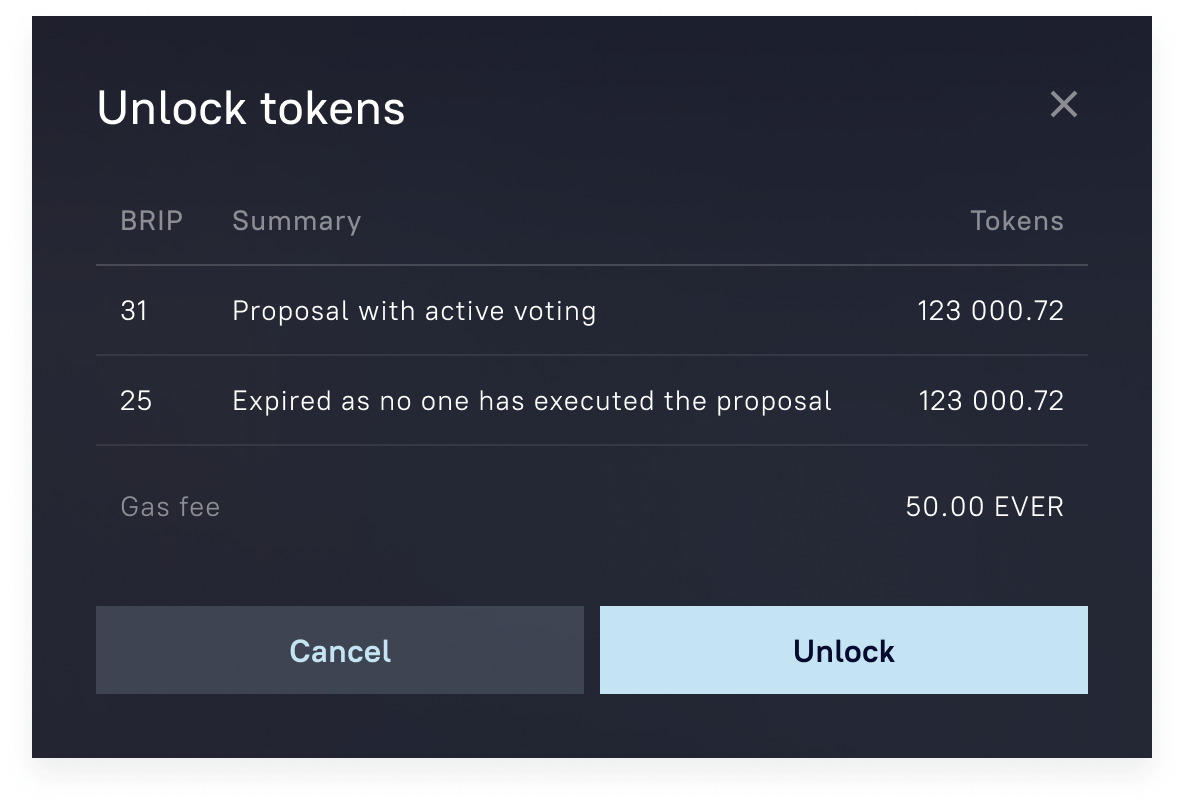 Unlock tokens
BRIP Summary Tokens
31 Proposal with active voting 123 000.72
25 Expired as no one has executed the proposal 123 000.72
Gas fee 50.00 EVER
Cancel Unlock